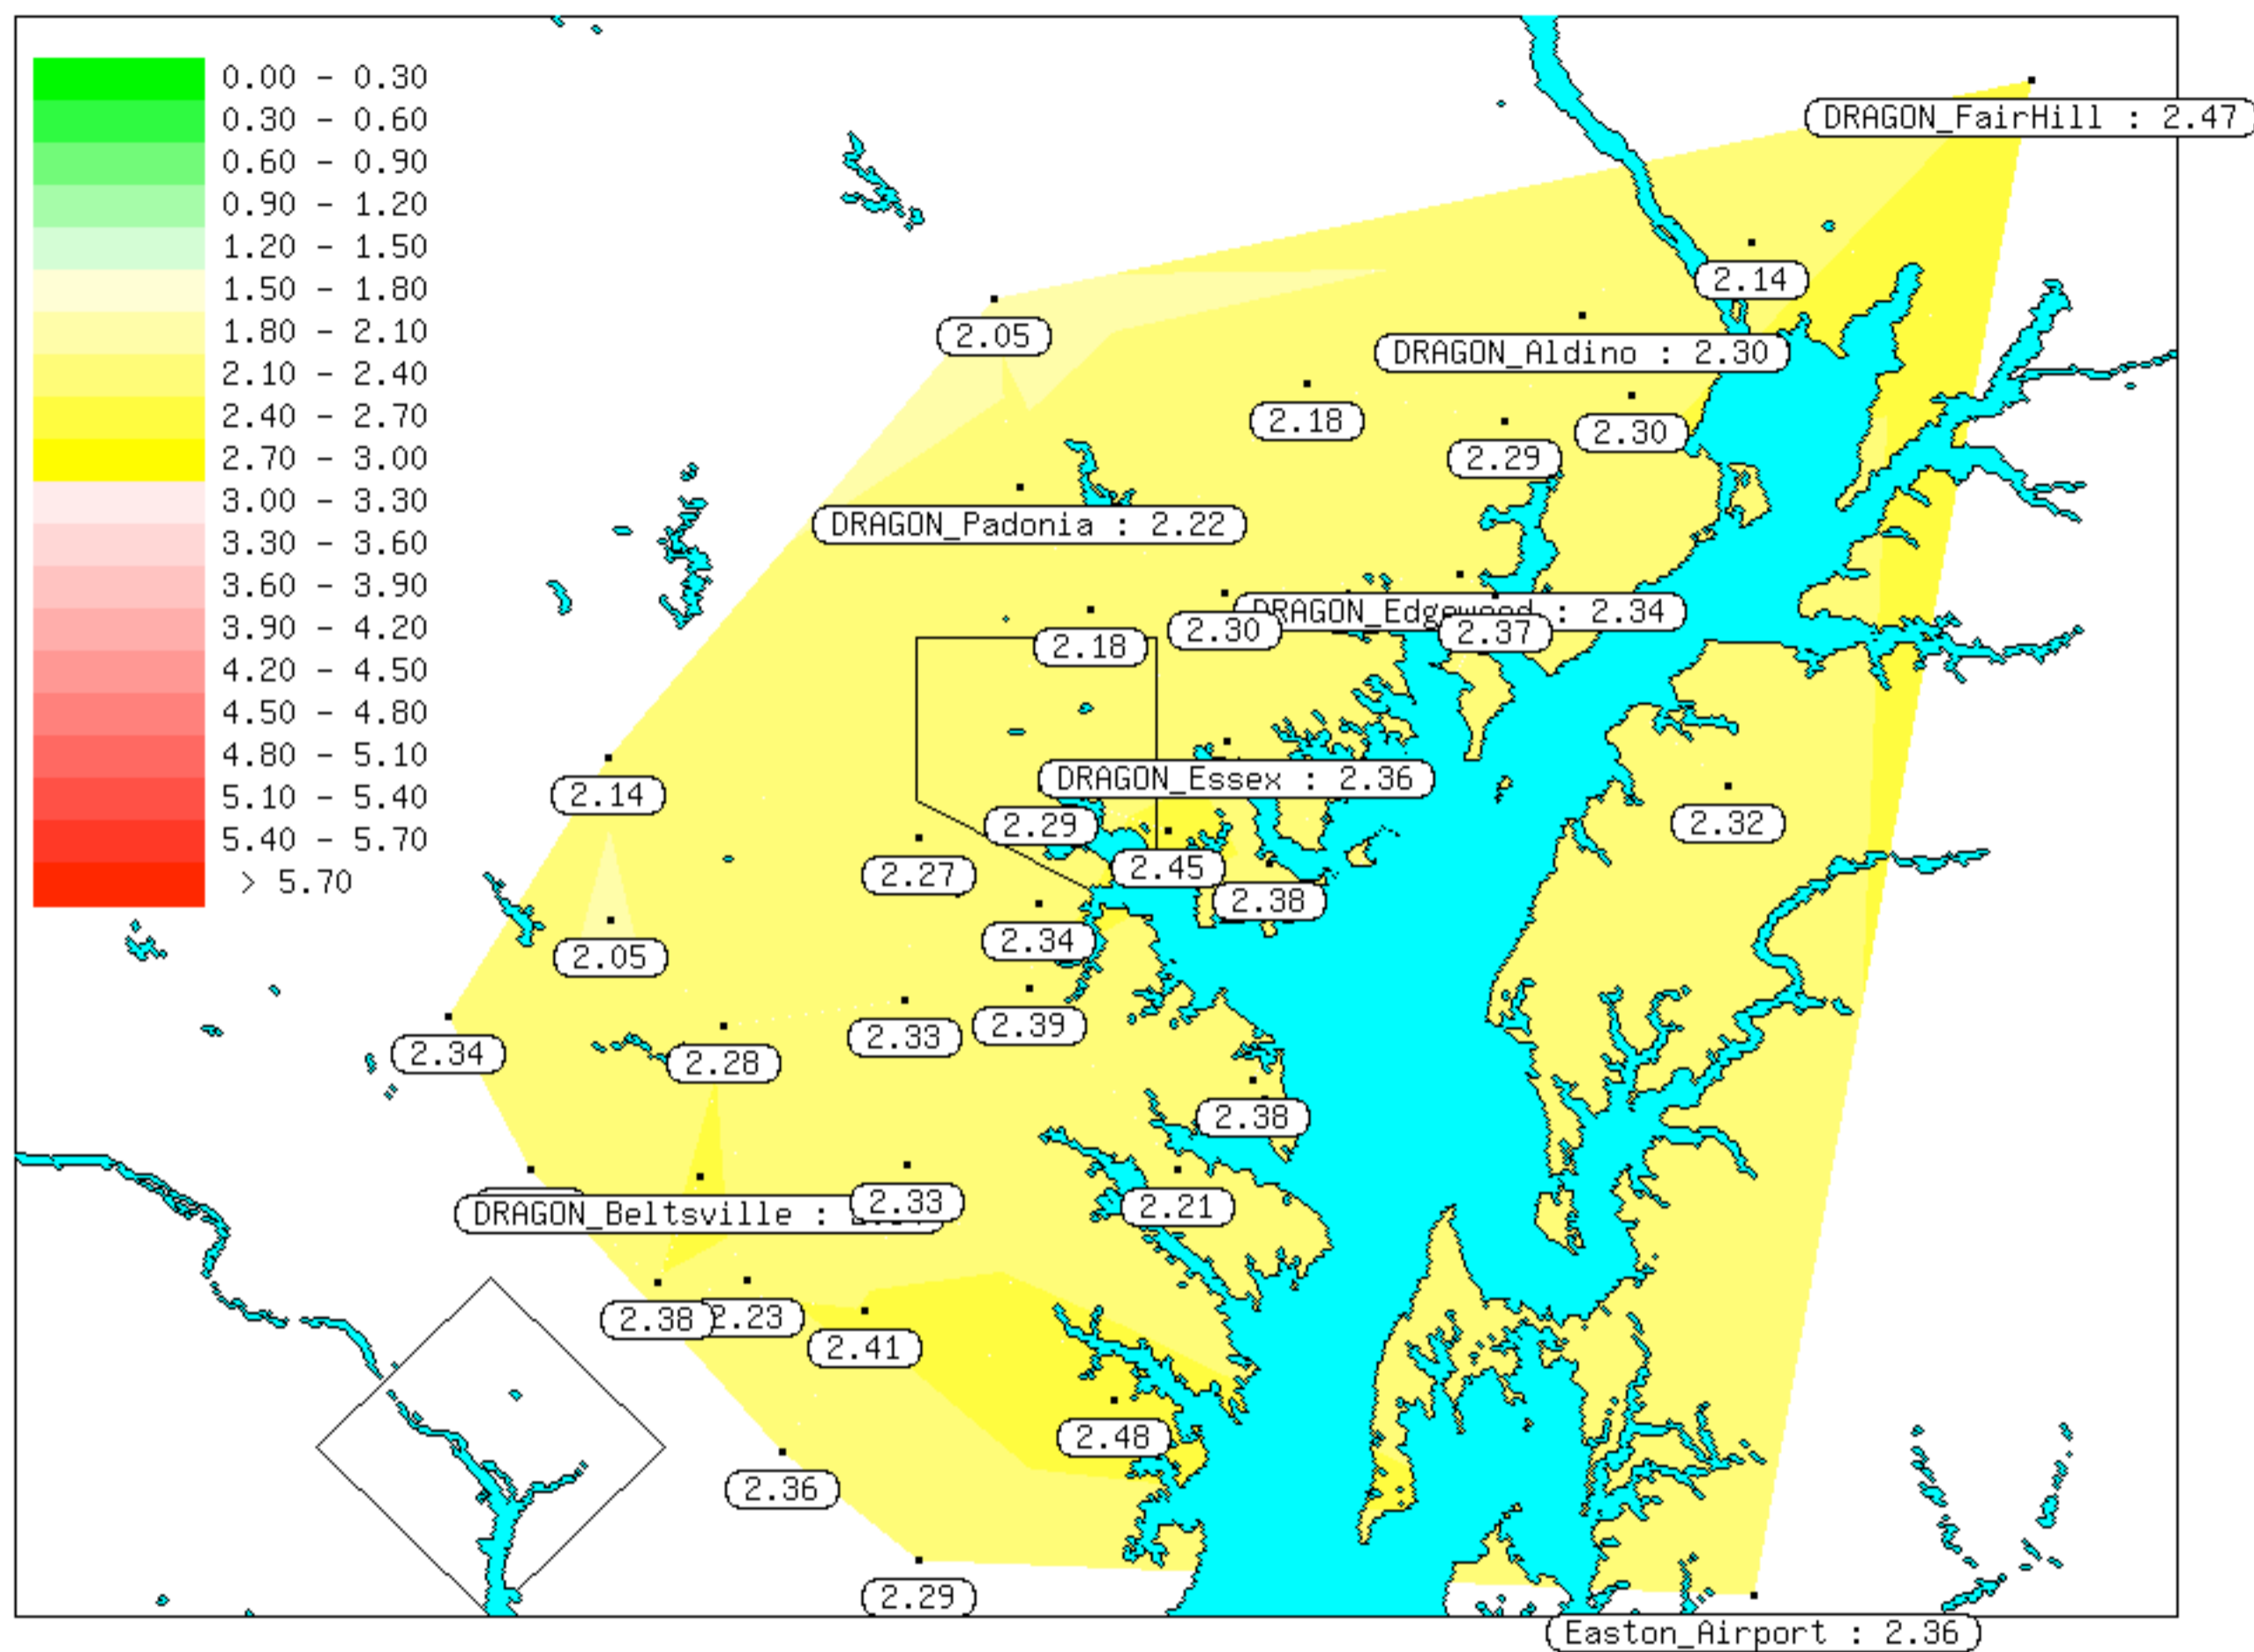 0.00 - 0.30
0.30 - 0.60
0.60 - 0.90
0.90 - 1.20
1.20 - 1.50
1.50 - 1.80
1.80 - 2.10
2.10 - 2.40
2.40 - 2.70
2.70 - 3.00
3.00 - 3.30
3.30 - 3.60
3.60 - 3.90
3.90 - 4.20
4.20 - 4.50
4.50 - 4.80
4.80 - 5.10
5.10 - 5.40
5.40 - 5.70
> 5.70
DRAGON_FairHill : 2.47
2.14
2.05
DRAGON_Aldino : 2.30
2.18
2.30
2.29
DRAGON_Padonia : 2.22
DRAGON_Edgewood : 2.34
2.30
2.37
2.18
DRAGON_Essex : 2.36
2.14
2.29
2.32
2.45
2.27
2.38
2.34
2.05
2.39
2.33
2.34
2.28
2.38
2.33
2.21
DRAGON_Beltsville :
2.38
2.23
2.41
2.48
2.36
2.29
Easton_Airport : 2.36